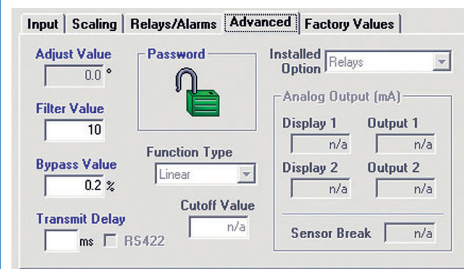 Input Scaling Relays/Alarms Advanced Factory Values
Adjust Value
0.0 °
Filter Value
10
Bypass Value
0.2 %
Transmit Delay
ms RS422
Password
Function Type
Linear
Cutoff Value
n/a
Installed
Option Relays
Analog Output (mA)
Display 1 Output 1
n/a n/a
Display 2 Output 2
n/a n/a
Sensor Break n/a